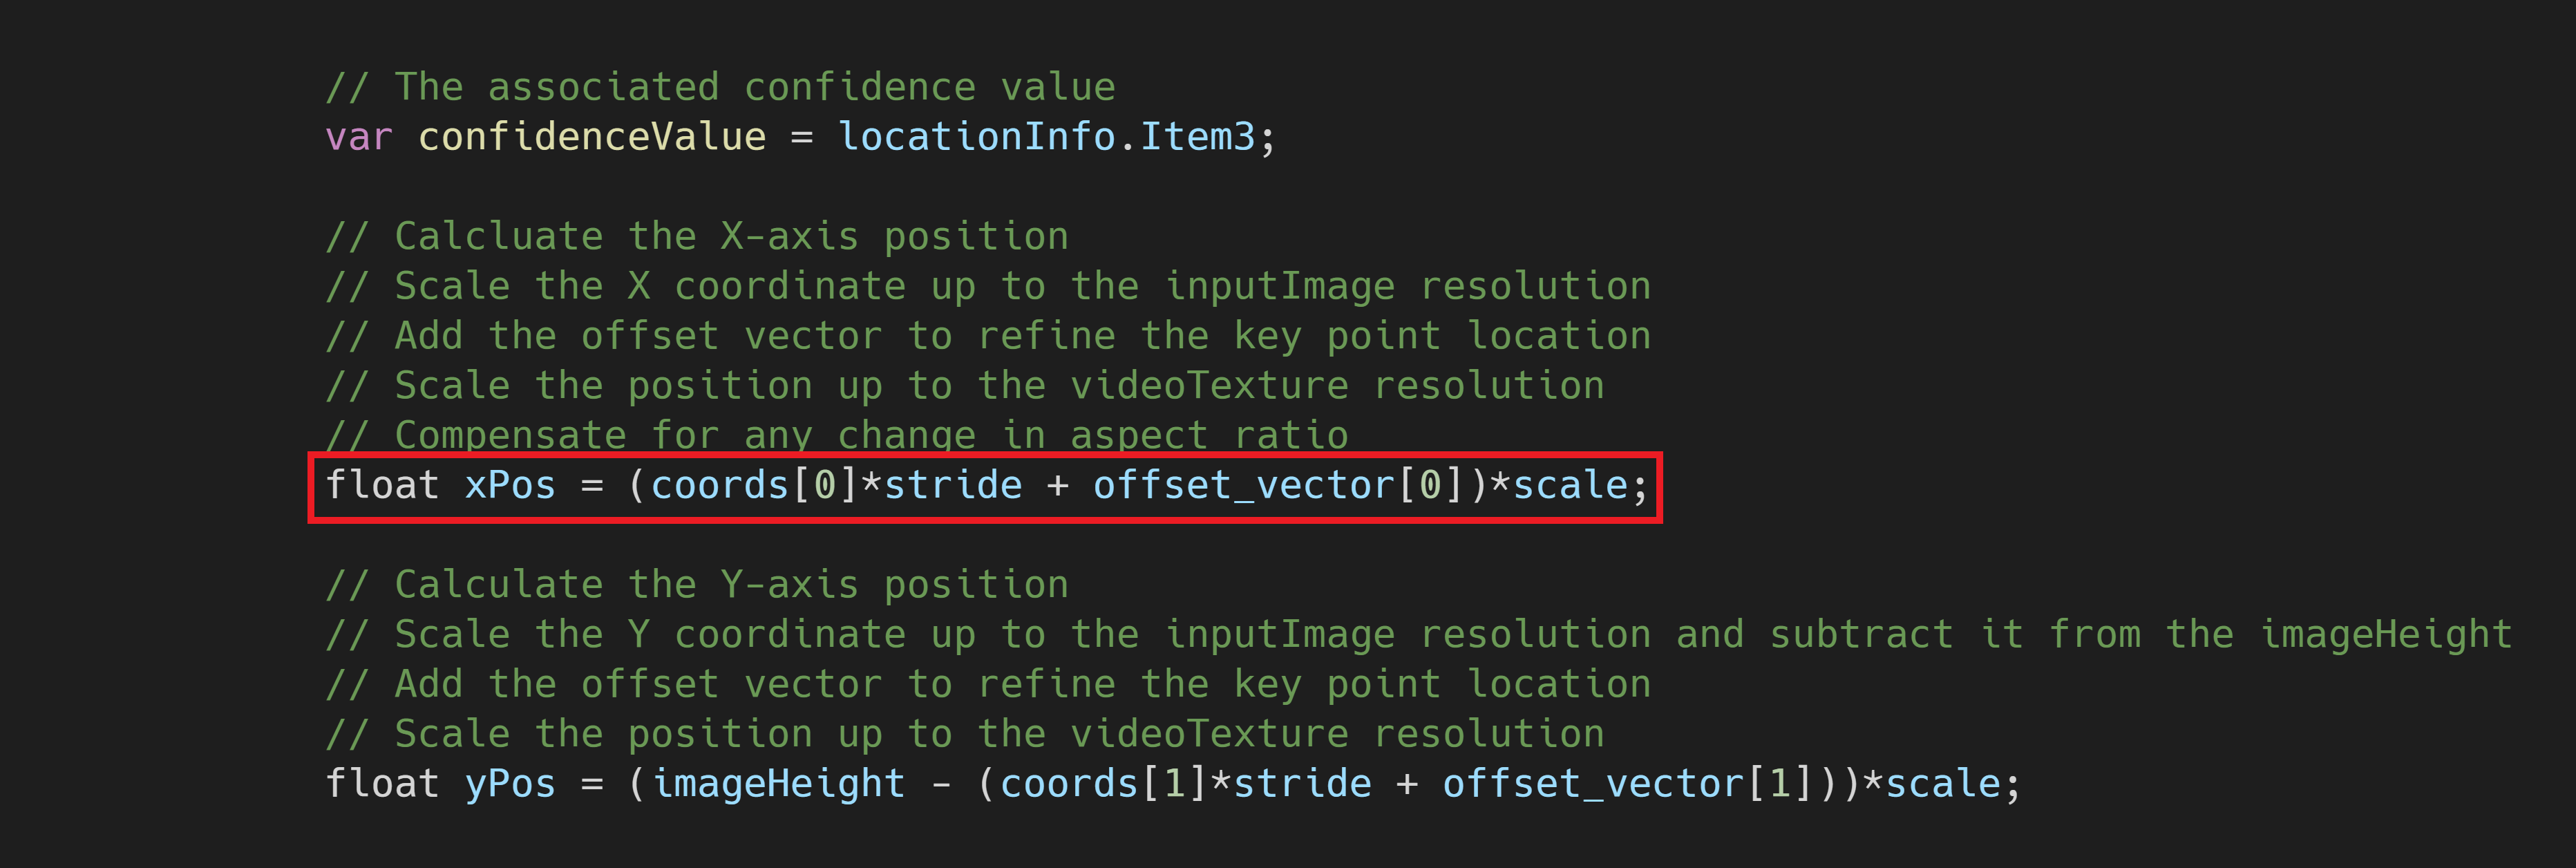 // The associated confidence value
var confidenceValue = locationInfo.Item3;
// Calcluate the X-axis position
// Scale the X coordinate up to the inputImage resolution
// Add the offset vector to refine the key point location
// Scale the position up to the videoTexture resolution
// Compensate for any change in aspect ratio
float xPos = (coords[0]*stride + offset_vector[0])*scale;
// Calculate the Y-axis position
// Scale the Y coordinate up to the inputImage resolution and subtract it from the imageHeight
// Add the offset vector to refine the key point location
// Scale the position up to the videoTexture resolution
float yPos = (imageHeight - (coords[1]*stride + offset_vector[1]))*scale;